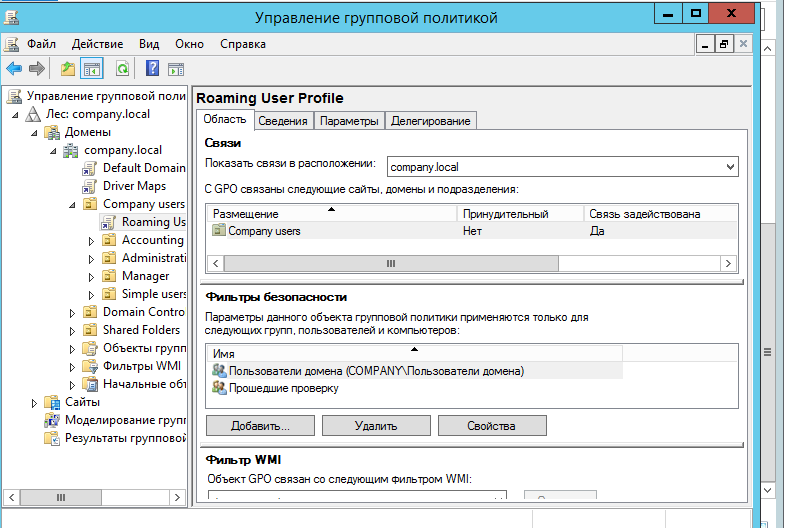 Управление групповой политикой
Файл Действие Вид Окно Справка
Управление групповой поли
Лес: company.local
Домены
company.local
Default Domain
Driver Maps
Company users
Roaming Us
Accounting
Administrati
Manager
Simple users
Domain Contro
Shared Folders
Объекты групп
Фильтры WMI
Начальные об
Сайты
Моделирование групп
Результаты групповой
Roaming User Profile
Область Сведения Параметры Делегирование
Связи
Показать связи в расположении: company.local
С GPO связаны следующие сайты, домены и подразделения:
Размещение Принудительный Связь задействована
Company users Нет Да
Фильтры безопасности
Параметры данного объекта групповой политики применяются только для
следующих групп, пользователей и компьютеров:
Имя
Пользователи домена (COMPANY\Пользователи домена)
Прошедшие проверку
Добавить... Удалить Свойства
Фильтр WMI
Объект GPO связан со следующим фильтром WMI: